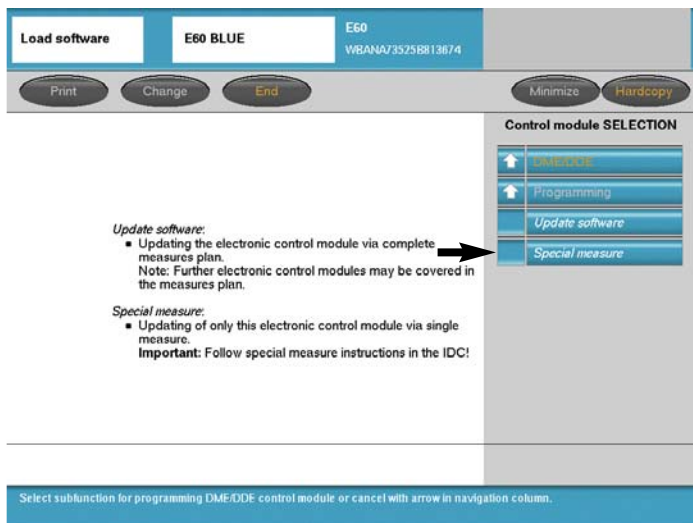 Load software
E60 BLUE
E60
WBANA73525B813674
Print
Change
End
Minimize
Hardcopy
Control module SELECTION
DME/DDE
Programming
Update software
Special measure
Update software:
▪ Updating the electronic control module via complete
measures plan.
Note: Further electronic control modules may be covered in
the measures plan.
Special measure:
▪ Updating of only this electronic control module via single
measure.
Important: Follow special measure instructions in the IDC!
Select subfunction for programming DME/DDE control module or cancel with arrow in navigation column.